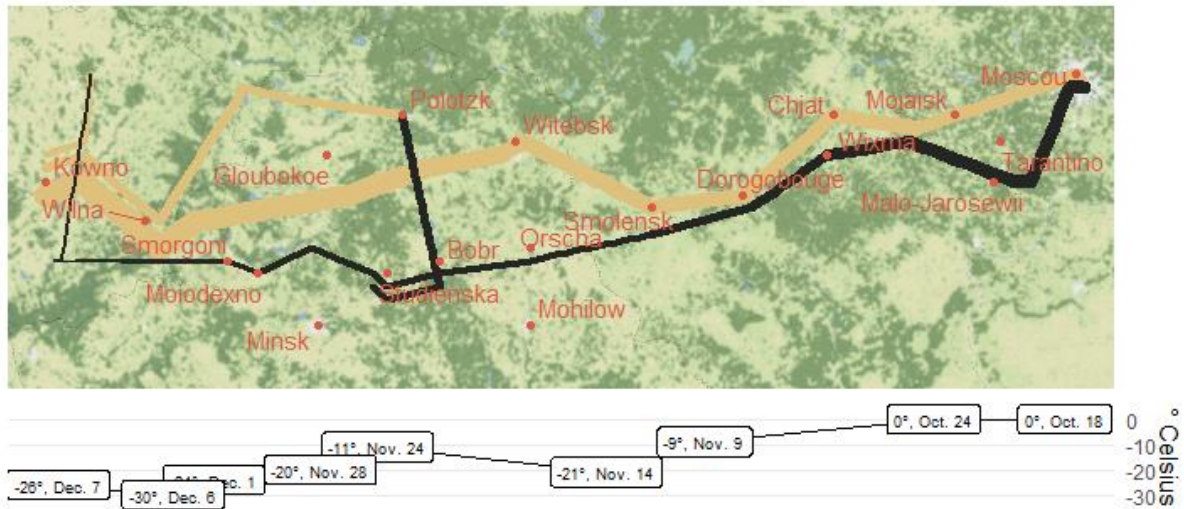 Moscou
Polotzk
Chjat
Mojaisk
Witebsk
Wixma
Tarantino
Kowno
Gloubokoe
Dorogobouge
Malo-Jarosewii
Wilna
Smolensk
Smorgoni
Bobr
Orscha
Moiodexno
Studienska
Mohilow
Minsk
0°, Oct. 24
0°, Oct. 18
-11°, Nov. 24
-9°, Nov. 9
-20°, Nov. 28
-21°, Nov. 14
Dec. 1
-26°, Dec. 7
-30°, Dec. 6
0
-10
-20
-30
° Celsius